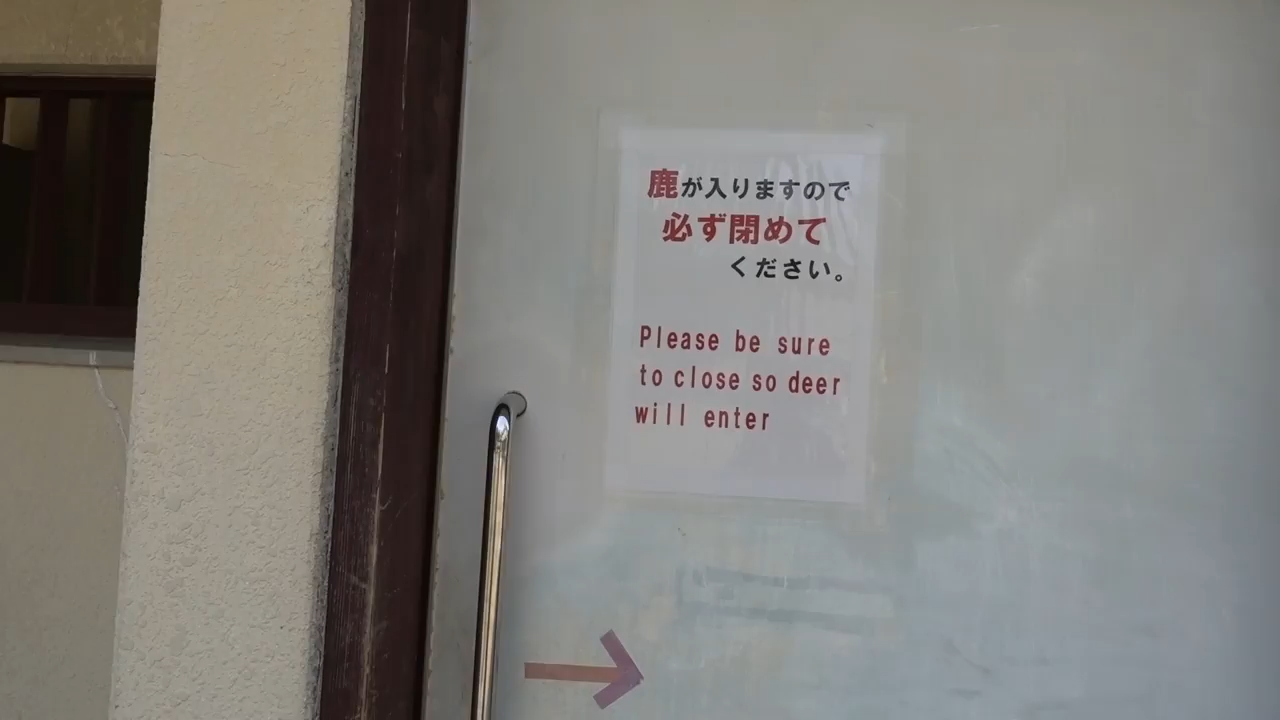 鹿が入りますので
必ず閉めて
ください。
Please be sure
to close so deer
will enter